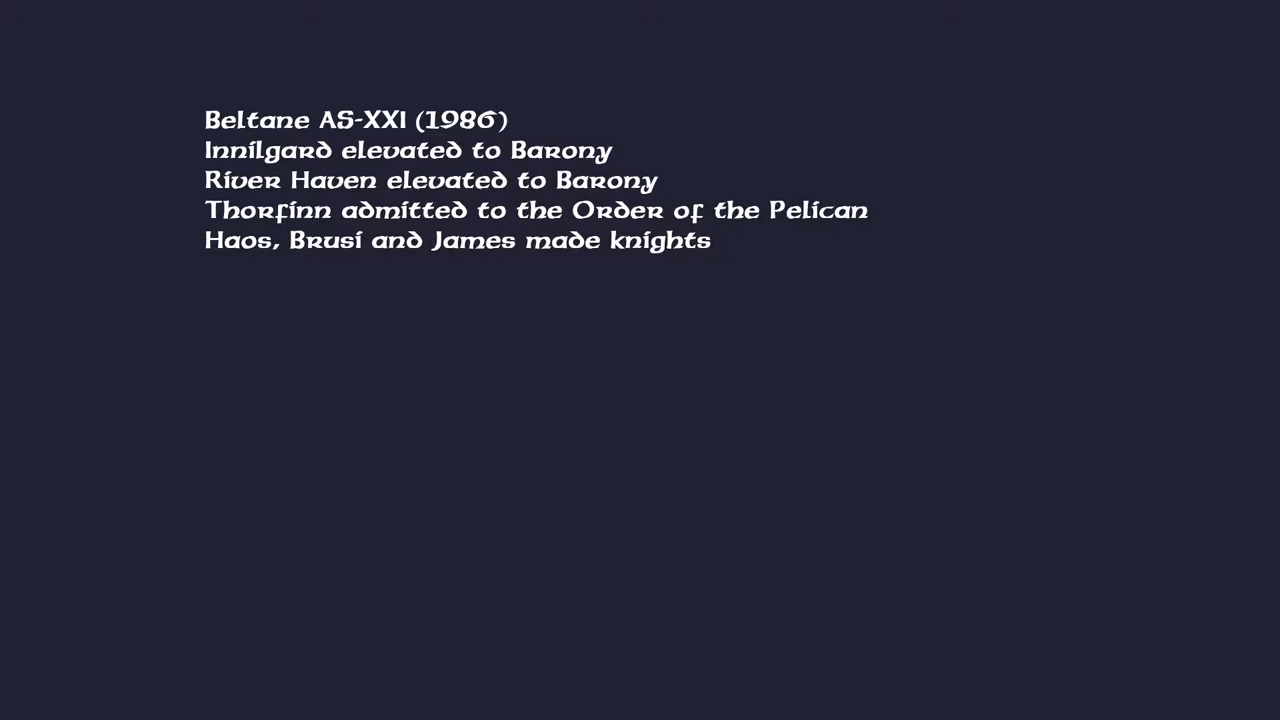 Beltane AS-XXI (1986)
Innilgard elevated to Barony
River Haven elevated to Barony
Thorfinn admitted to the Order of the Pelican
Haos, Brusi and James made knights